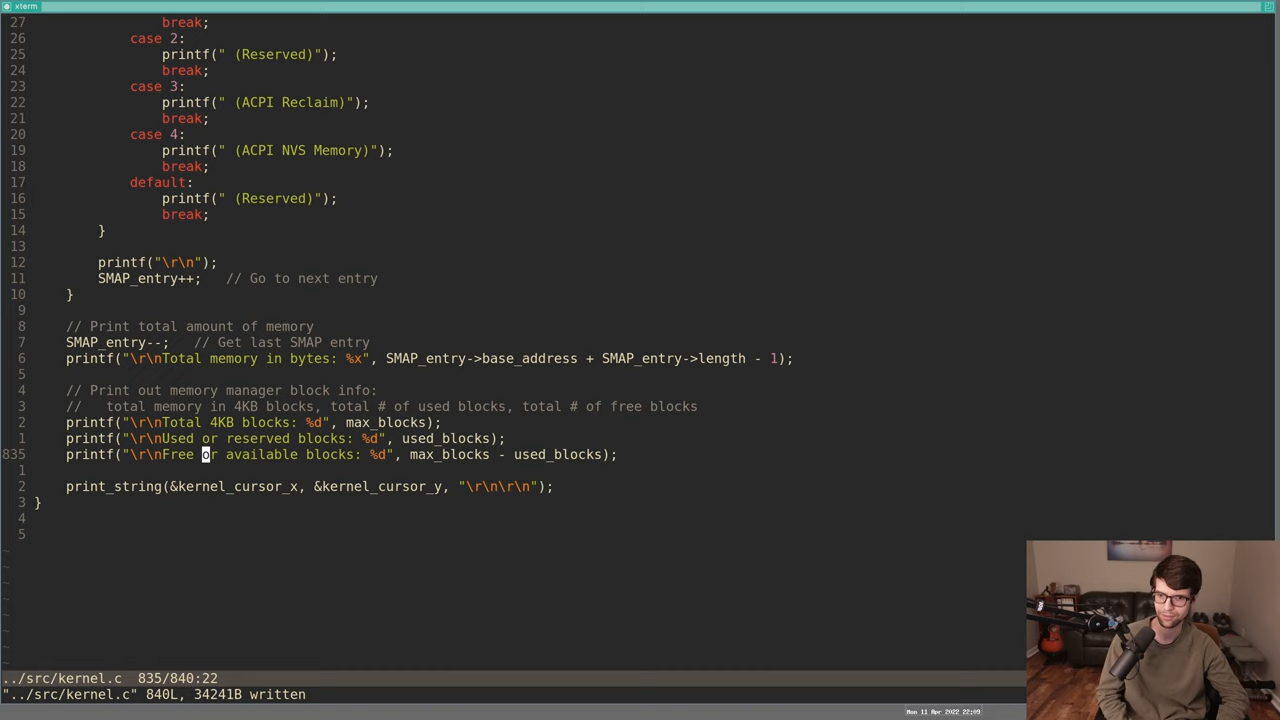 xterm
27                 break;
26             case 2:
25                 printf(" (Reserved)");
24                 break;
23             case 3:
22                 printf(" (ACPI Reclaim)");
21                 break;
20             case 4:
19                 printf(" (ACPI NVS Memory)");
18                 break;
17             default:
16                 printf(" (Reserved)");
15                 break;
14         }
13
12         printf("\r\n");
11         SMAP_entry++;   // Go to next entry
10     }
9
8     // Print total amount of memory
7     SMAP_entry--;   // Get last SMAP entry
6     printf("\r\nTotal memory in bytes: %x", SMAP_entry->base_address + SMAP_entry->length - 1);
5
4     // Print out memory manager block info:
3     //   total memory in 4KB blocks, total # of used blocks, total # of free blocks
2     printf("\r\nTotal 4KB blocks: %d", max_blocks);
1     printf("\r\nUsed or reserved blocks: %d", used_blocks);
835     printf("\r\nFree or available blocks: %d", max_blocks - used_blocks);
1
2     print_string(&kernel_cursor_x, &kernel_cursor_y, "\r\n\r\n");
3 }
4
5
~
~
~
~
~
~
~
~
../src/kernel.c  835/840:22
"../src/kernel.c" 840L, 34241B written
Mon 11 Apr 2022 22:09